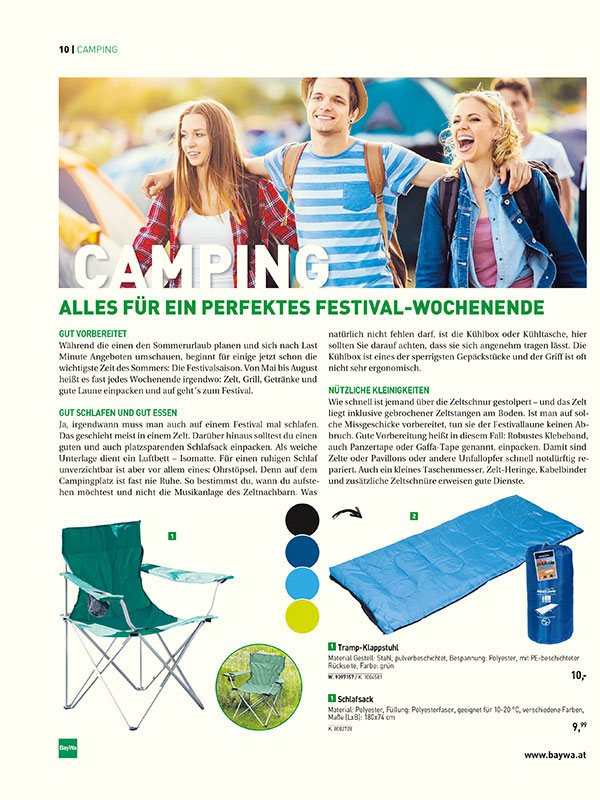 10 | CAMPING
CAMPING
ALLES FÜR EIN PERFEKTES FESTIVAL-WOCHENENDE
GUT VORBEREITET
Während die einen den Sommerurlaub planen und sich nach Last
Minute Angeboten umschauen, beginnt für einige jetzt schon die
wichtigste Zeit des Sommers: Die Festivalsaison. Von Mai bis August
heißt es fast jedes Wochenende irgendwo: Zelt, Grill, Getränke und
gute Laune einpacken und auf geht´s zum Festival.
GUT SCHLAFEN UND GUT ESSEN
Ja, irgendwann muss man auch auf einem Festival mal schlafen.
Das geschieht meist in einem Zelt. Darüber hinaus solltest du einen
guten und auch platzsparenden Schlafsack einpacken. Als weiche
Unterlage dient ein Luftbett – Isomatte. Für einen ruhigen Schlaf
unverzichtbar ist aber vor allem eines: Ohrstöpsel. Denn auf dem
Campingplatz ist fast nie Ruhe. So bestimmst du, wann du aufste-
hen möchtest und nicht die Musikanlage des Zeltnachbarn. Was
natürlich nicht fehlen darf, ist die Kühlbox oder Kühltasche, hier
sollten Sie darauf achten, dass sie sich angenehm tragen lässt. Die
Kühlbox ist eines der sperrigsten Gepäckstücke und der Griff ist oft
nicht sehr ergonomisch.
NÜTZLICHE KLEINIGKEITEN
Wie schnell ist jemand über die Zeltschnur gestolpert – und das Zelt
liegt inklusive gebrochener Zeltstangen am Boden. Ist man auf sol-
che Missgeschicke vorbereitet, tun sie der Festivallaune keinen Ab-
bruch. Gute Vorbereitung heißt in diesem Fall: Robustes Klebeband,
auch Panzertape oder Gaffa-Tape genannt, einpacken. Damit sind
Zelte oder Pavillons oder andere Unfallopfer schnell notdürftig re-
pariert. Auch ein kleines Taschenmesser, Zelt-Heringe, Kabelbinder
und zusätzliche Zeltschnüre erweisen gute Dienste.
1
2
1 Tramp-Klappstuhl
Material Gestell: Stahl, pulverbeschichtet, Bespannung: Polyester, mit PE-beschichteter
Rückseite, Farbe: grün
W. 9397157 / K. 1004581
10,-
1 Schlafsack
Material: Polyester, Füllung: Polyesterfaser, geeignet für 10-20 °C, verschiedene Farben,
Maße (LxB): 180x74 cm
K. 8082728
9,99
BayWa
www.baywa.at